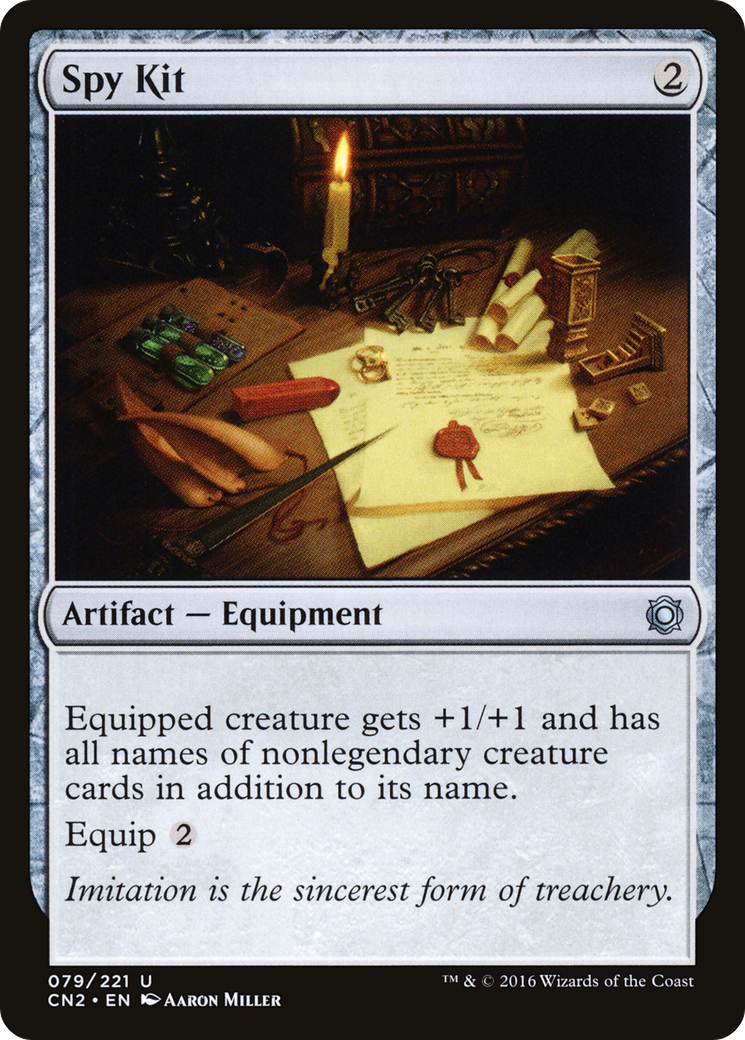 Spy Kit 2
Artifact — Equipment
Equipped creature gets +1/+1 and has
all names of nonlegendary creature
cards in addition to its name.
Equip 2
Imitation is the sincerest form of treachery.
079/221 U
CN2 • EN Aaron Miller
™ & © 2016 Wizards of the Coast